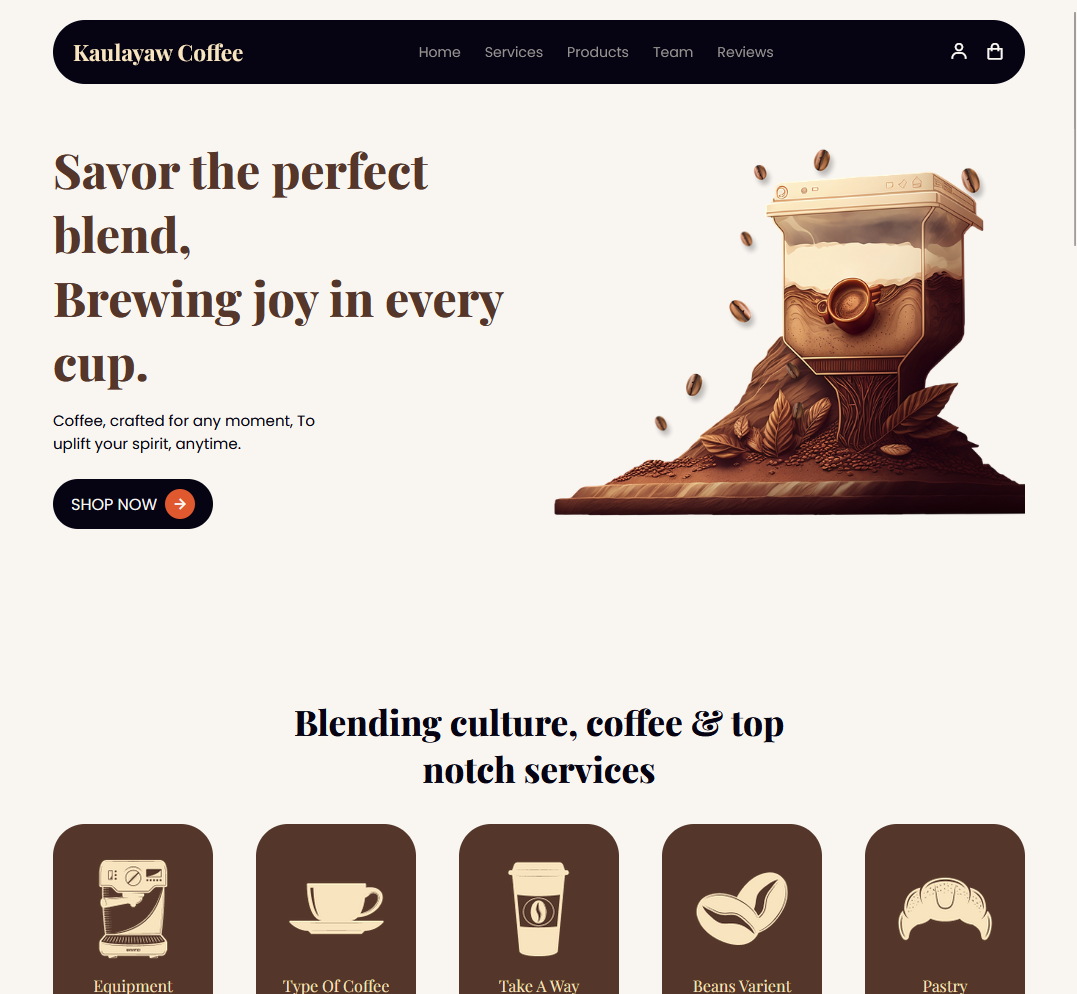 Kaulayaw Coffee
Home Services Products Team Reviews
Savor the perfect
blend,
Brewing joy in every
cup.
Coffee, crafted for any moment, To
uplift your spirit, anytime.
SHOP NOW
Blending culture, coffee & top
notch services
Equipment
Type Of Coffee
Take A Way
Beans Varient
Pastry